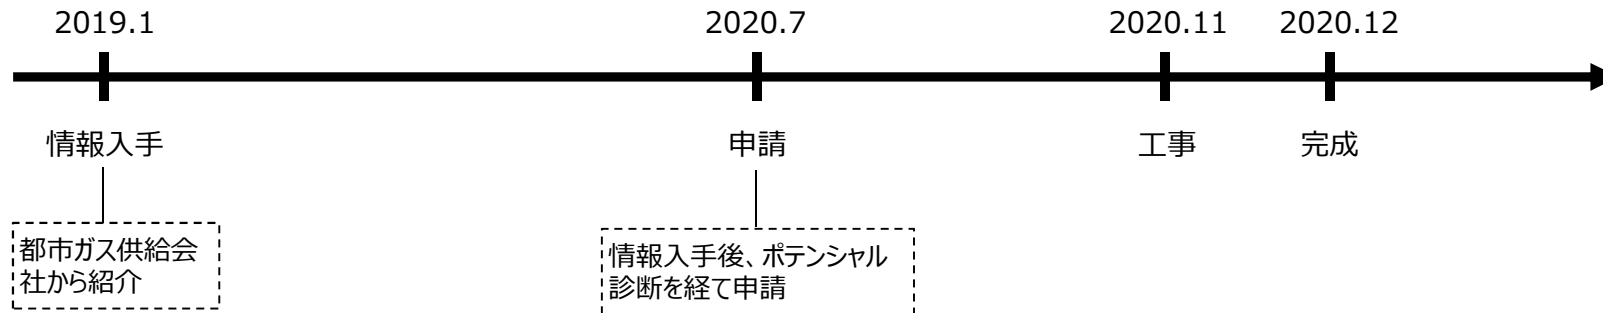 2019.1
2020.7
2020.11
2020.12
情報入手
申請
工事
完成
都市ガス供給会
社から紹介
情報入手後、ポテンシャル
診断を経て申請